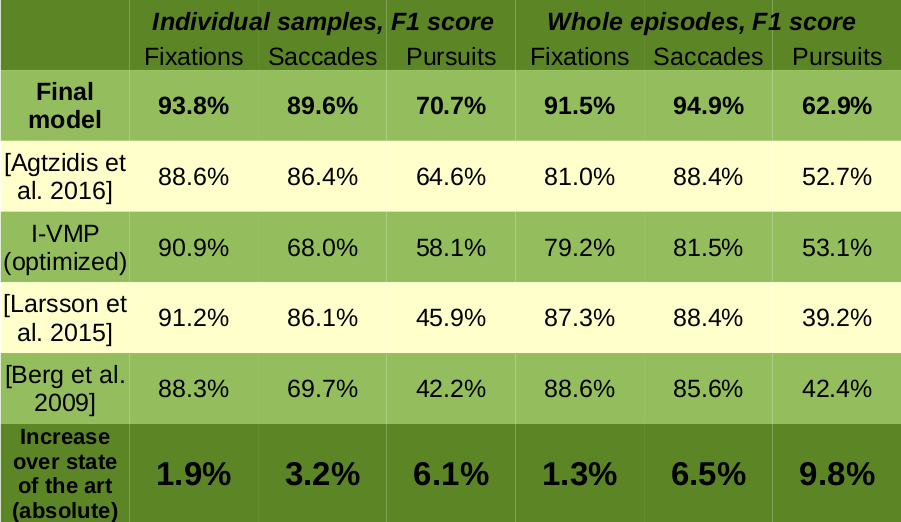 Individual samples, F1 score Whole episodes, F1 score
Fixations Saccades Pursuits Fixations Saccades Pursuits
Final
model 93.8% 89.6% 70.7% 91.5% 94.9% 62.9%
[Agtzidis et
al. 2016] 88.6% 86.4% 64.6% 81.0% 88.4% 52.7%
I-VMP
(optimized) 90.9% 68.0% 58.1% 79.2% 81.5% 53.1%
[Larsson et
al. 2015] 91.2% 86.1% 45.9% 87.3% 88.4% 39.2%
[Berg et al.
2009] 88.3% 69.7% 42.2% 88.6% 85.6% 42.4%
Increase
over state
of the art
(absolute) 1.9% 3.2% 6.1% 1.3% 6.5% 9.8%